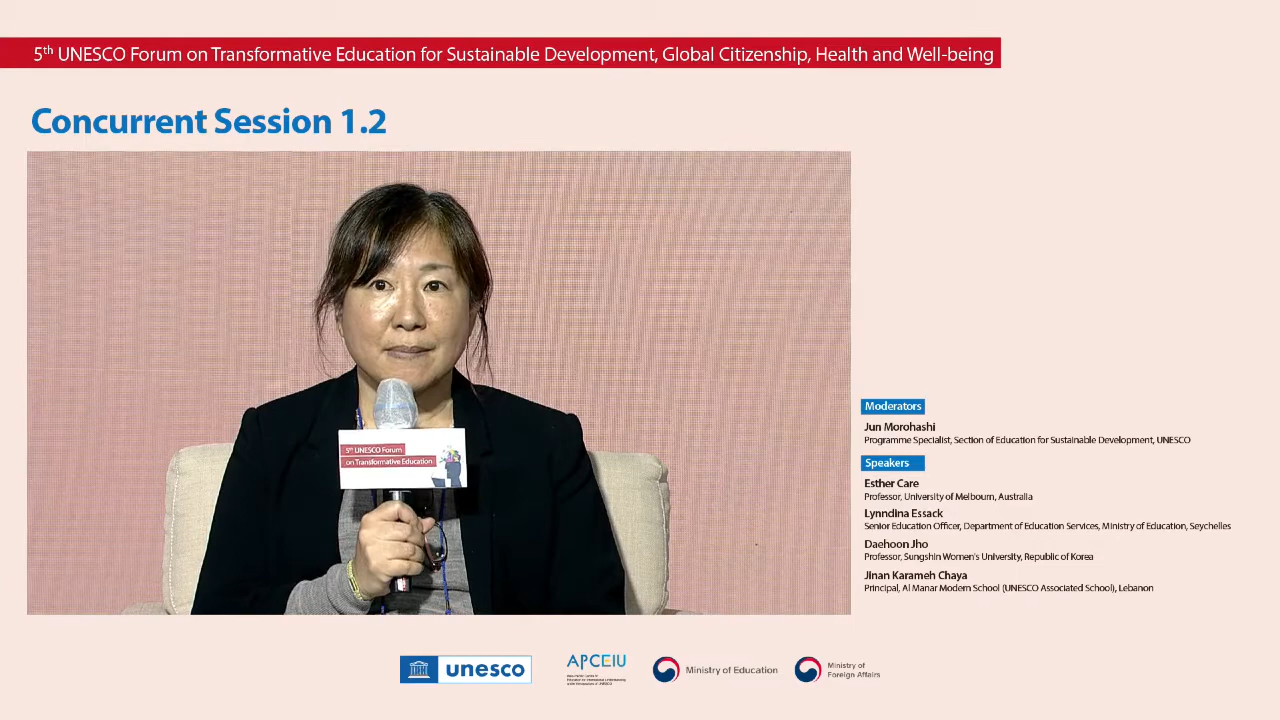 5th UNESCO Forum on Transformative Education for Sustainable Development, Global Citizenship, Health and Well-being
Concurrent Session 1.2
5th UNESCO Forum
on Transformative Education
Moderators
Jun Morohashi
Programme Specialist, Section of Education for Sustainable Development, UNESCO
Speakers
Esther Care
Professor, University of Melbourn, Australia
Lynndina Essack
Senior Education Officer, Department of Education Services, Ministry of Education, Seychelles
Daehoon Jho
Professor, Sungshin Women's University, Republic of Korea
Jinan Karameh Chaya
Principal, Al Manar Modern School (UNESCO Associated School), Lebanon
unesco
APCEIU
Ministry of Education
Ministry of
Foreign Affairs